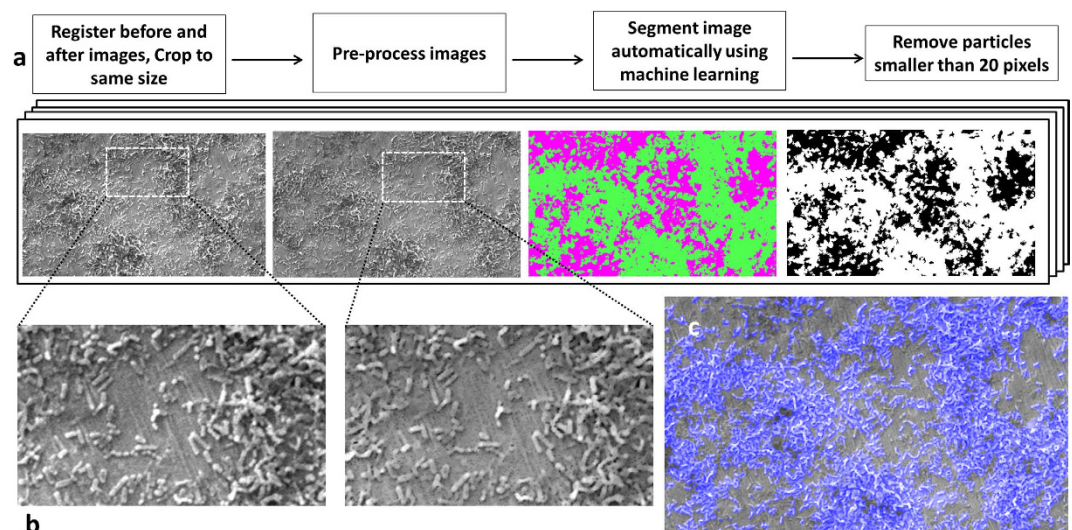 a
Register before and
after images, Crop to
same size
Pre-process images
Segment image
automatically using
machine learning
Remove particles
smaller than 20 pixels
c
b